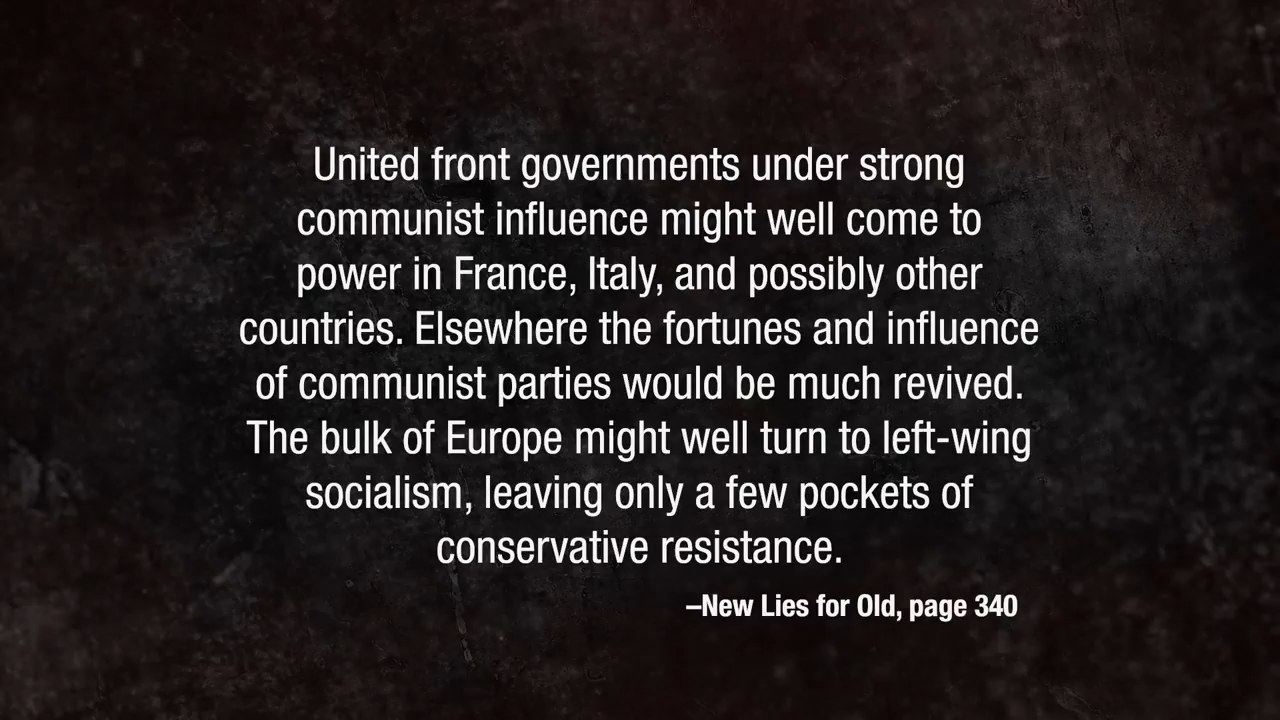 United front governments under strong
communist influence might well come to
power in France, Italy, and possibly other
countries. Elsewhere the fortunes and influence
of communist parties would be much revived.
The bulk of Europe might well turn to left-wing
socialism, leaving only a few pockets of
conservative resistance.
–New Lies for Old, page 340